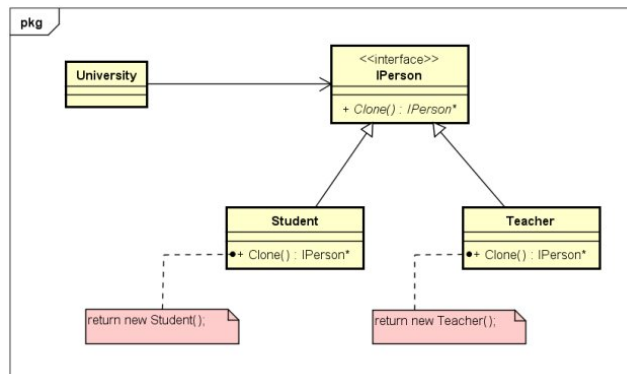 pkg
University
<<interface>>
IPerson
+ Clone() : IPerson*
Student
+ Clone() : IPerson*
Teacher
+ Clone() : IPerson*
return new Student();
return new Teacher();